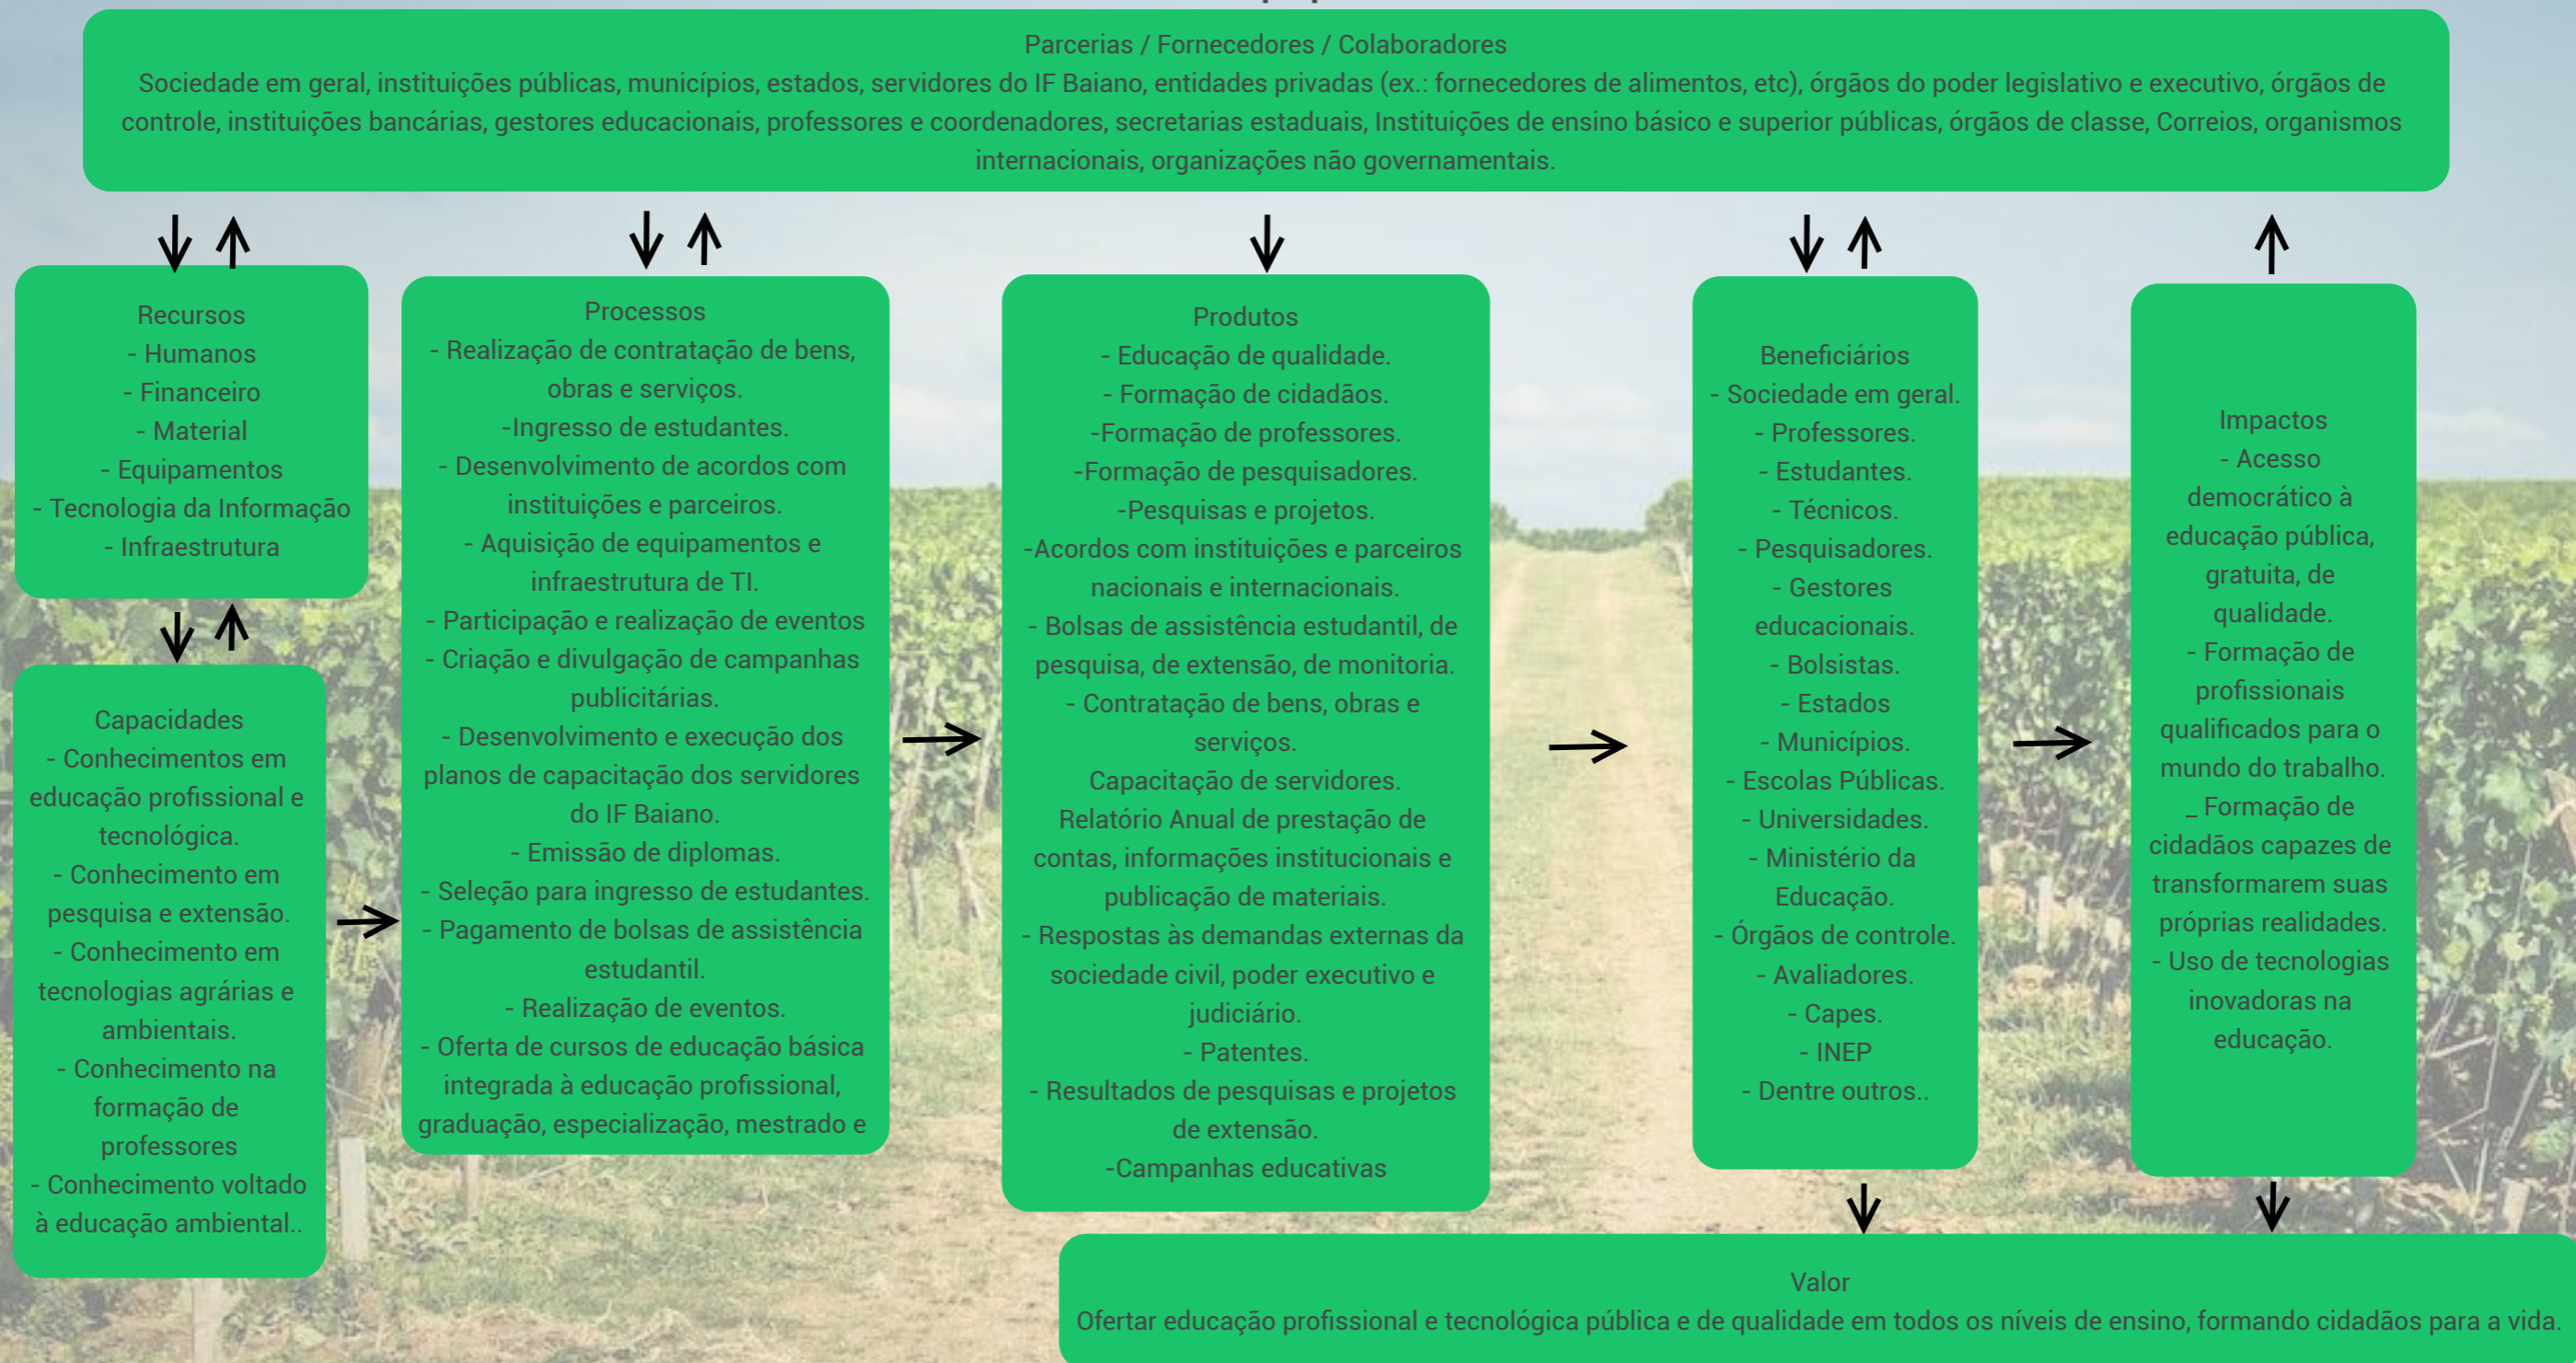 Parcerias / Fornecedores / Colaboradores
Sociedade em geral, instituições públicas, municípios, estados, servidores do IF Baiano, entidades privadas (ex.: fornecedores de alimentos, etc), órgãos do poder legislativo e executivo, órgãos de
controle, instituições bancárias, gestores educacionais, professores e coordenadores, secretarias estaduais, Instituições de ensino básico e superior públicas, órgãos de classe, Correios, organismos
internacionais, organizações não governamentais.
Recursos
- Humanos
- Financeiro
- Material
- Equipamentos
- Tecnologia da Informação
- Infraestrutura
Capacidades
- Conhecimentos em
educação profissional e
tecnológica.
- Conhecimento em
pesquisa e extensão.
- Conhecimento em
tecnologias agrárias e
ambientais.
- Conhecimento na
formação de
professores
- Conhecimento voltado
à educação ambiental..
Processos
- Realização de contratação de bens,
obras e serviços.
-Ingresso de estudantes.
- Desenvolvimento de acordos com
instituições e parceiros.
- Aquisição de equipamentos e
infraestrutura de TI.
- Participação e realização de eventos
- Criação e divulgação de campanhas
publicitárias.
- Desenvolvimento e execução dos
planos de capacitação dos servidores
do IF Baiano.
- Emissão de diplomas.
- Seleção para ingresso de estudantes.
- Pagamento de bolsas de assistência
estudantil.
- Realização de eventos.
- Oferta de cursos de educação básica
integrada à educação profissional,
graduação, especialização, mestrado e
Produtos
- Educação de qualidade.
- Formação de cidadãos.
-Formação de professores.
-Formação de pesquisadores.
-Pesquisas e projetos.
-Acordos com instituições e parceiros
nacionais e internacionais.
- Bolsas de assistência estudantil, de
pesquisa, de extensão, de monitoria.
- Contratação de bens, obras e
serviços.
Capacitação de servidores.
Relatório Anual de prestação de
contas, informações institucionais e
publicação de materiais.
- Respostas às demandas externas da
sociedade civil, poder executivo e
judiciário.
- Patentes.
- Resultados de pesquisas e projetos
de extensão.
-Campanhas educativas
Beneficiários
- Sociedade em geral.
- Professores.
- Estudantes.
- Técnicos.
- Pesquisadores.
- Gestores
educacionais.
- Bolsistas.
- Estados
- Municípios.
- Escolas Públicas.
- Universidades.
- Ministério da
Educação.
- Órgãos de controle.
- Avaliadores.
- Capes.
- INEP
- Dentre outros..
Impactos
- Acesso
democrático à
educação pública,
gratuita, de
qualidade.
- Formação de
profissionais
qualificados para o
mundo do trabalho.
_ Formação de
cidadãos capazes de
transformarem suas
próprias realidades.
- Uso de tecnologias
inovadoras na
educação.
Valor
Ofertar educação profissional e tecnológica pública e de qualidade em todos os níveis de ensino, formando cidadãos para a vida.